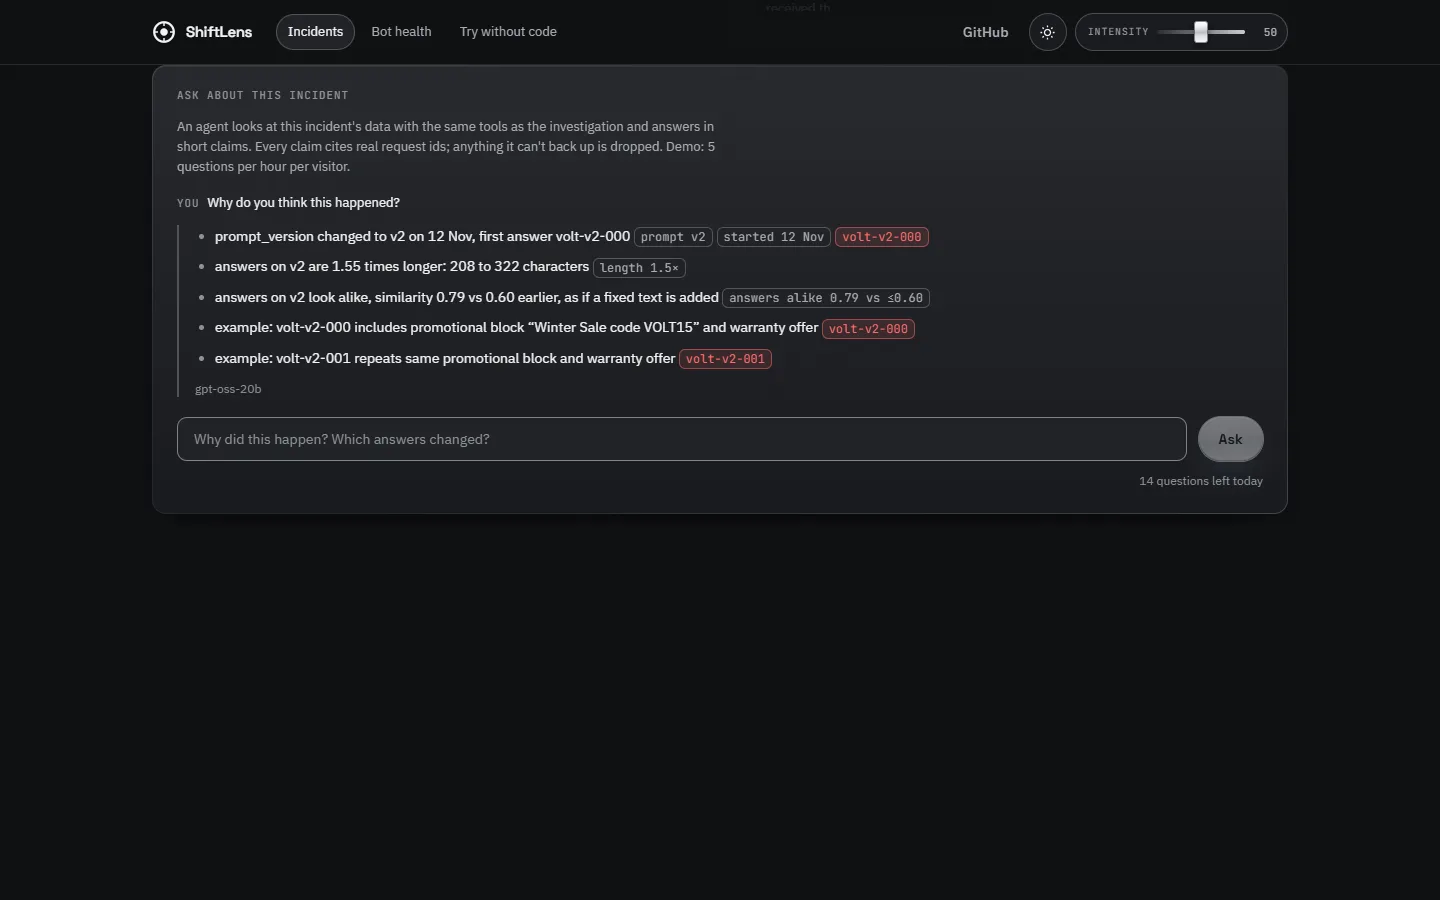 ShiftLens Incidents Bot health Try without code GitHub INTENSITY 50
ASK ABOUT THIS INCIDENT
An agent looks at this incident's data with the same tools as the investigation and answers in
short claims. Every claim cites real request ids; anything it can't back up is dropped. Demo: 5
questions per hour per visitor.
YOU Why do you think this happened?
prompt_version changed to v2 on 12 Nov, first answer volt-v2-000 prompt v2 started 12 Nov volt-v2-000
answers on v2 are 1.55 times longer: 208 to 322 characters length 1.5×
answers on v2 look alike, similarity 0.79 vs 0.60 earlier, as if a fixed text is added answers alike 0.79 vs ≤0.60
example: volt-v2-000 includes promotional block “Winter Sale code VOLT15” and warranty offer volt-v2-000
example: volt-v2-001 repeats same promotional block and warranty offer volt-v2-001
gpt-oss-20b
Why did this happen? Which answers changed? Ask
14 questions left today